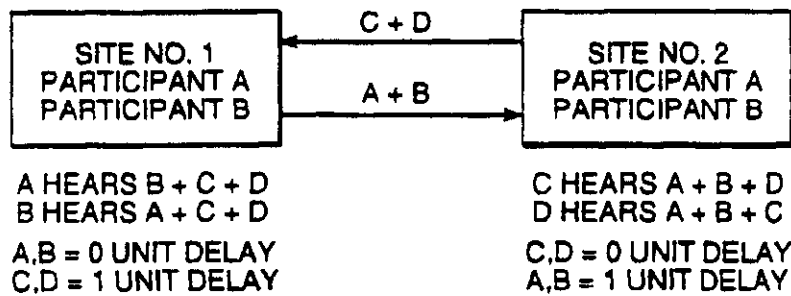 C + D
SITE NO. 1
PARTICIPANT A
PARTICIPANT B
A + B
SITE NO. 2
PARTICIPANT A
PARTICIPANT B
A HEARS B + C + D
B HEARS A + C + D
A,B = 0 UNIT DELAY
C,D = 1 UNIT DELAY
C HEARS A + B + D
D HEARS A + B + C
C,D = 0 UNIT DELAY
A,B = 1 UNIT DELAY